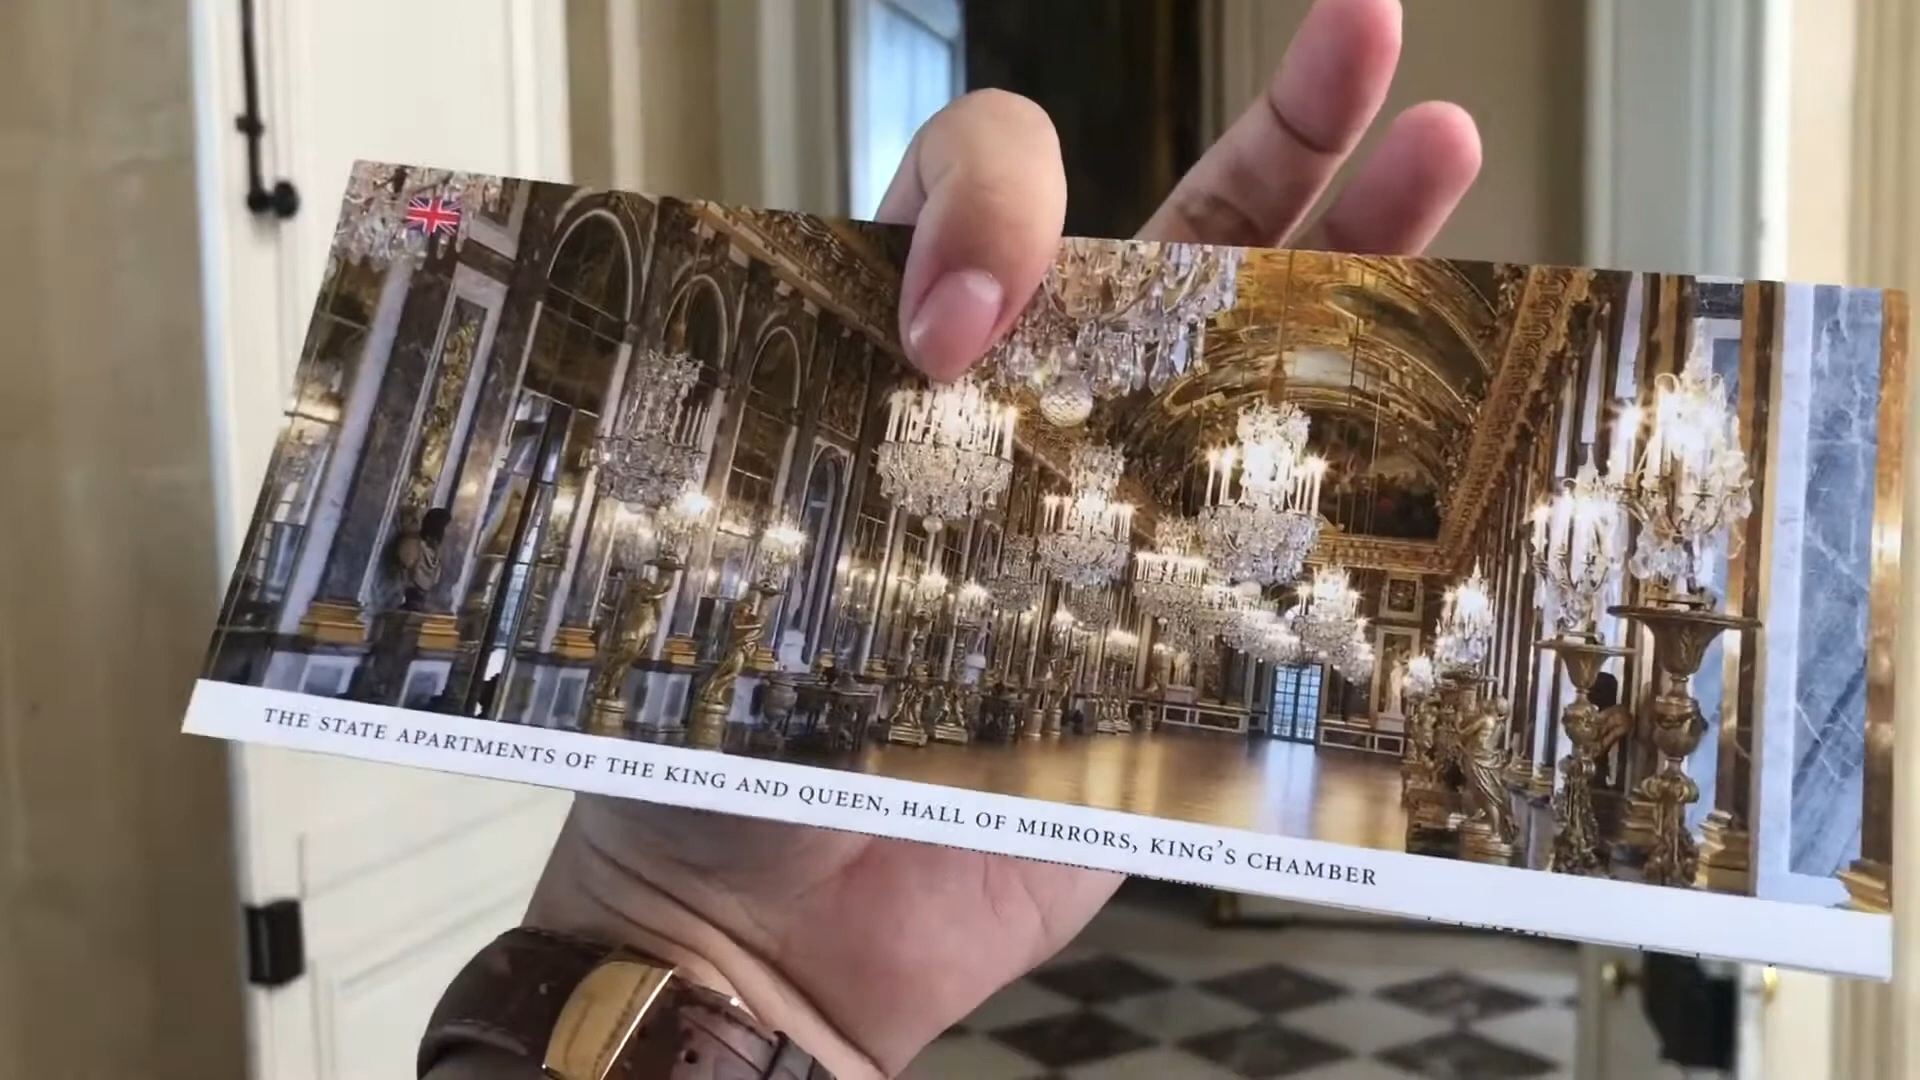 THE STATE APARTMENTS OF THE KING AND QUEEN, HALL OF MIRRORS, KING'S CHAMBER